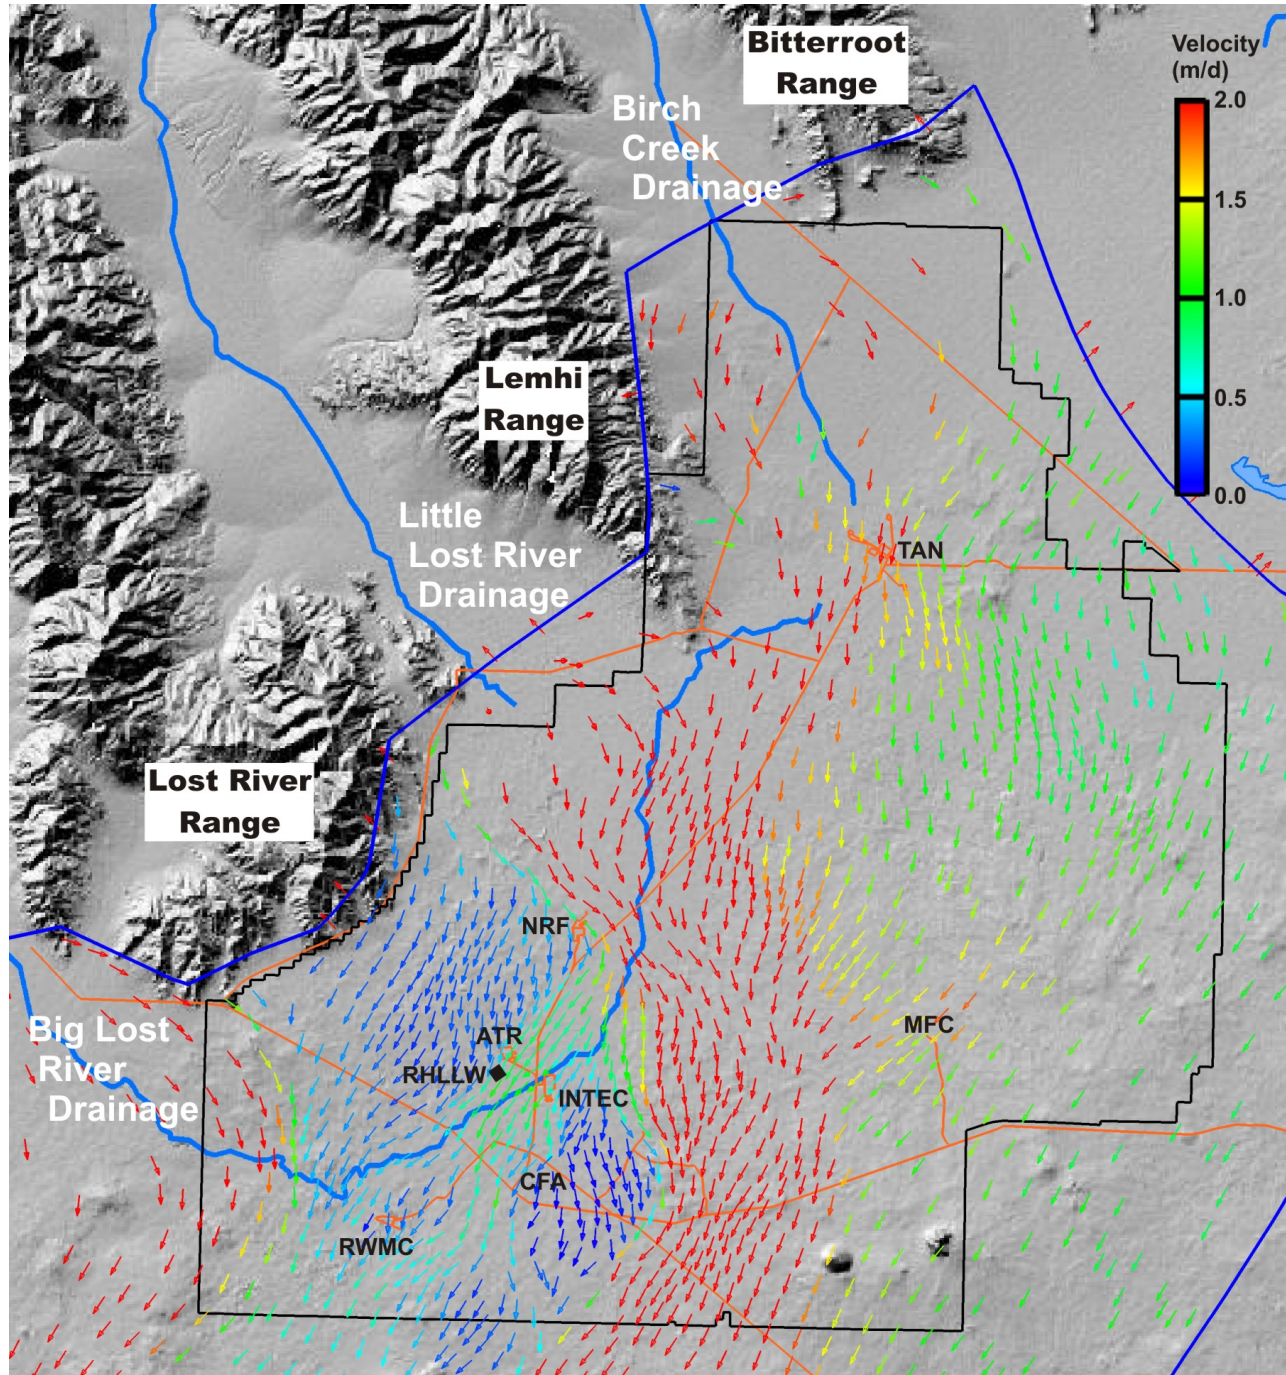 Bitterroot
Range
Velocity
(m/d)
2.0
1.5
1.0
0.5
0.0
Birch
Creek
Drainage
Lemhi
Range
Little
Lost River
Drainage
TAN
Lost River
Range
NRF
MFC
Big Lost
River
Drainage
ATR
RHLLW
INTEC
CFA
RWMC